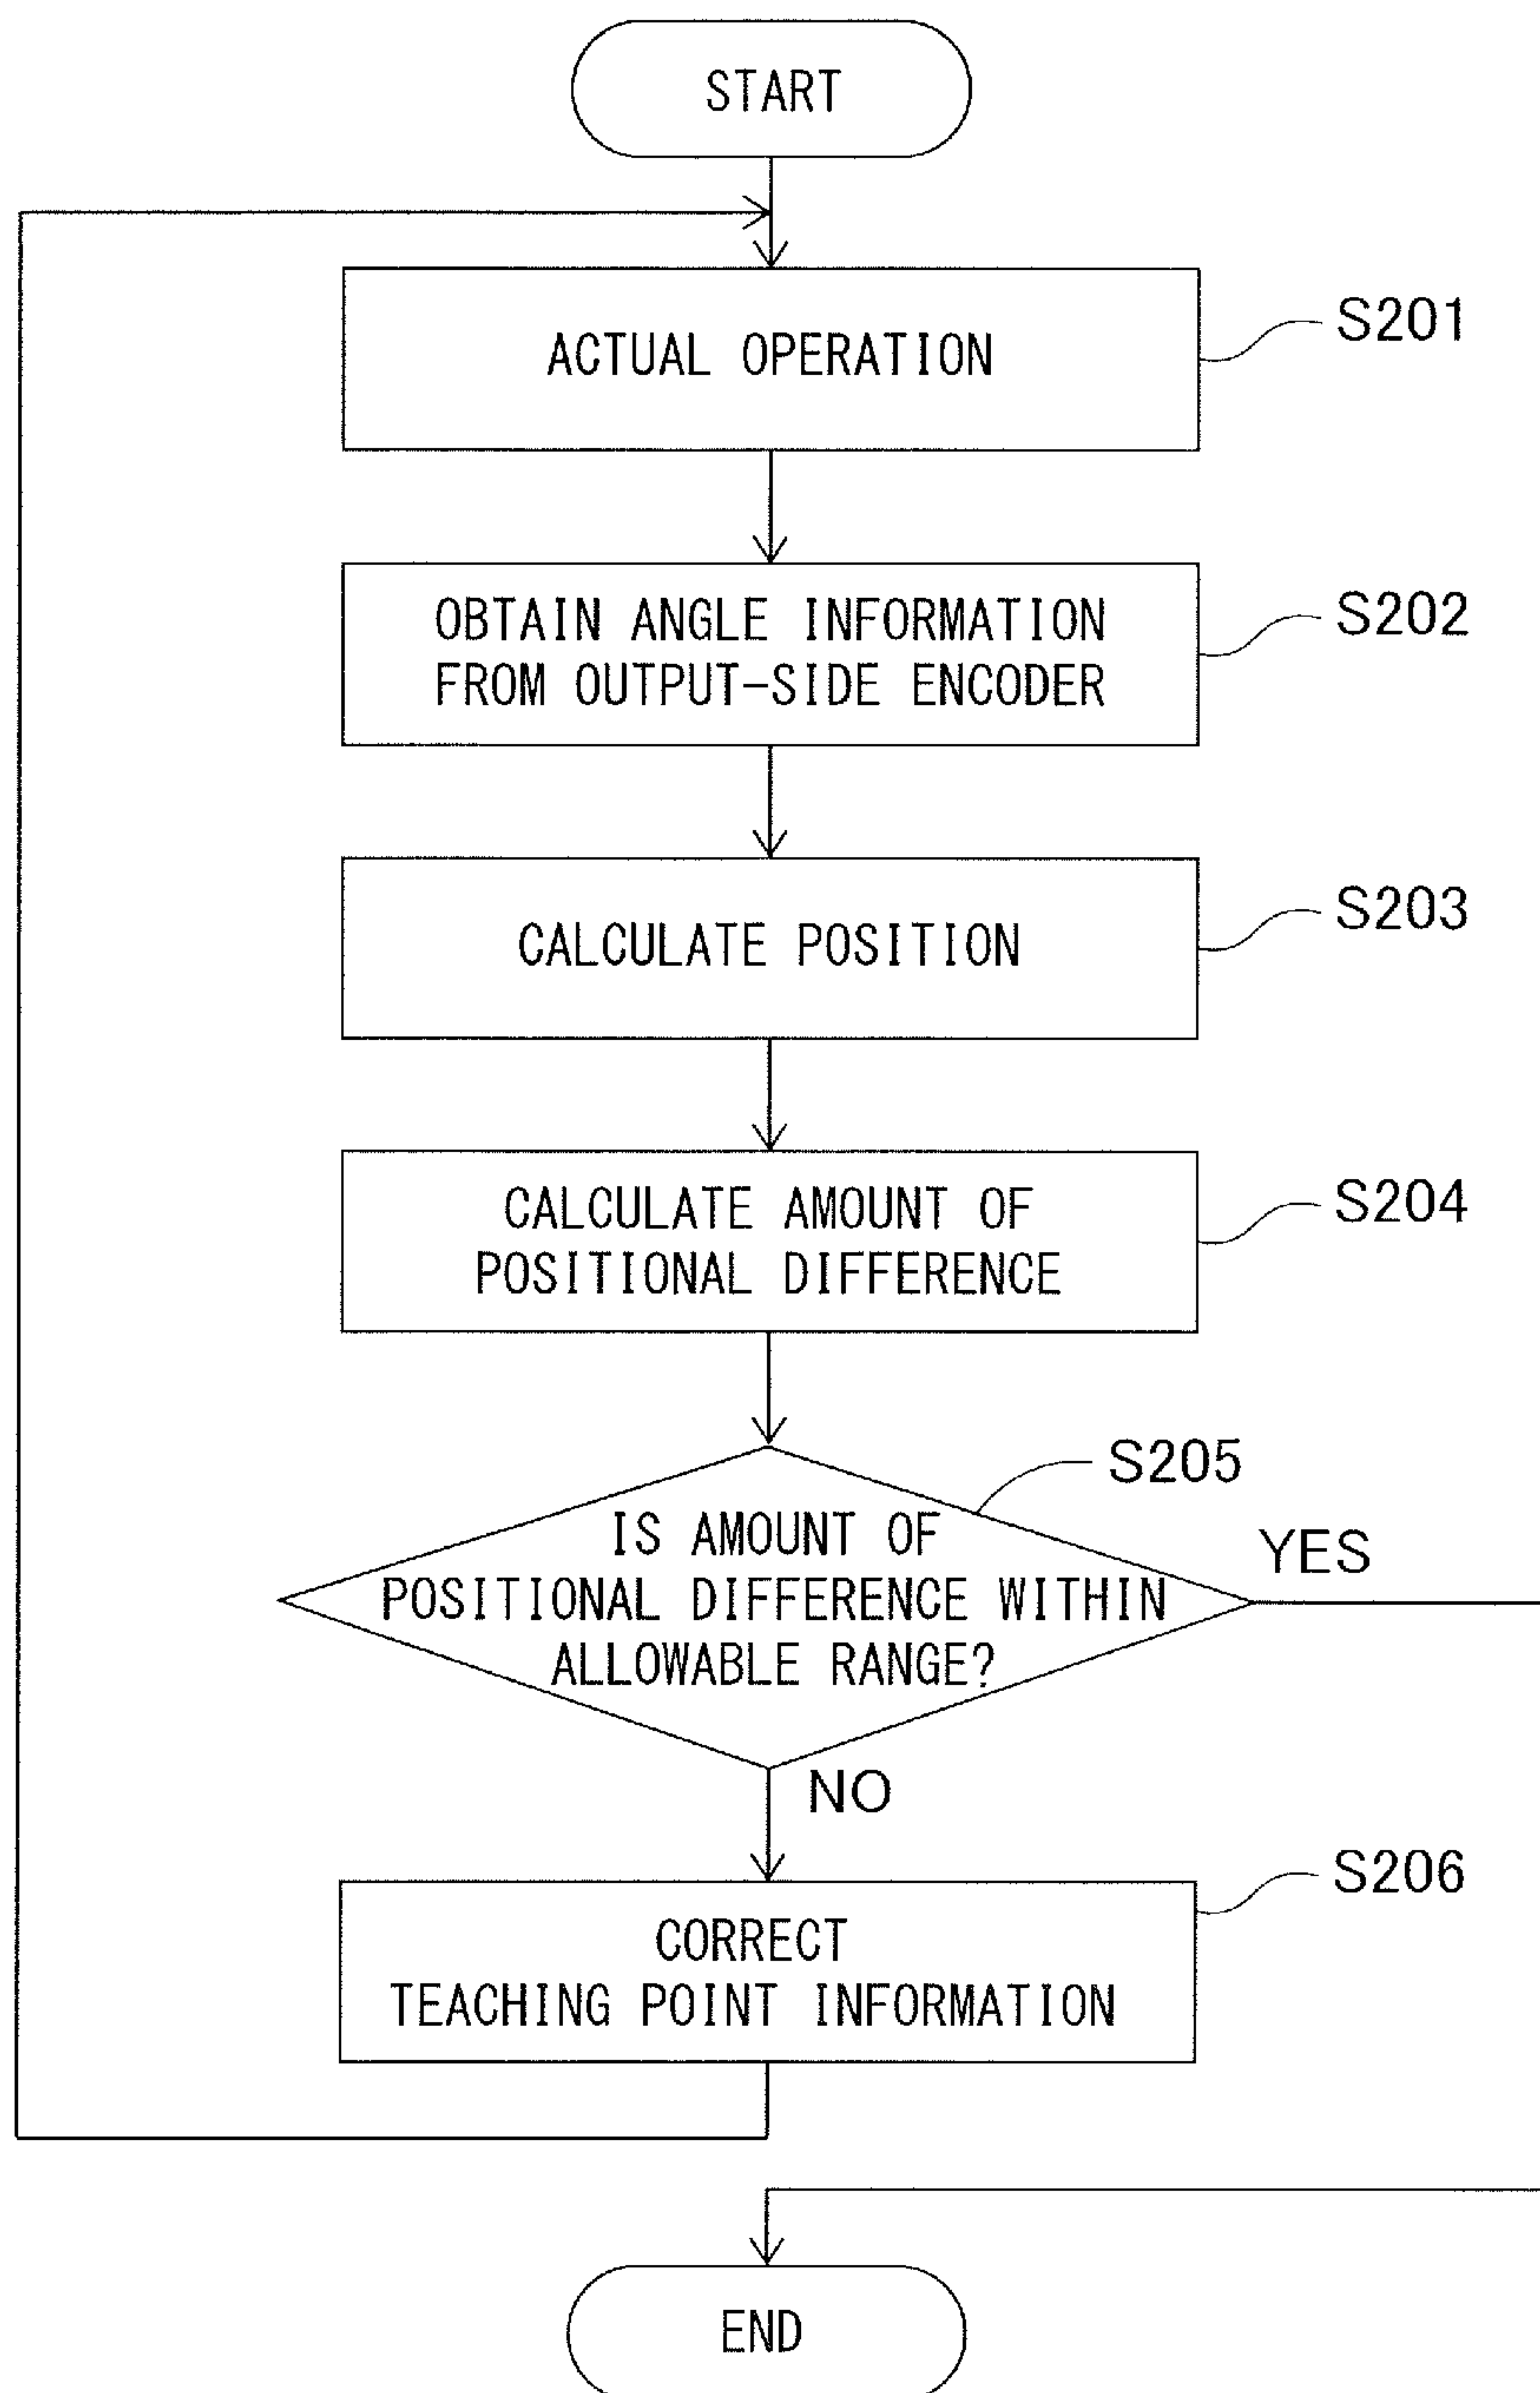 START
ACTUAL OPERATION
S201
OBTAIN ANGLE INFORMATION
FROM OUTPUT-SIDE ENCODER
S202
CALCULATE POSITION
S203
CALCULATE AMOUNT OF
POSITIONAL DIFFERENCE
S204
S205
IS AMOUNT OF
POSITIONAL DIFFERENCE WITHIN
ALLOWABLE RANGE?
YES
NO
S206
CORRECT
TEACHING POINT INFORMATION
END